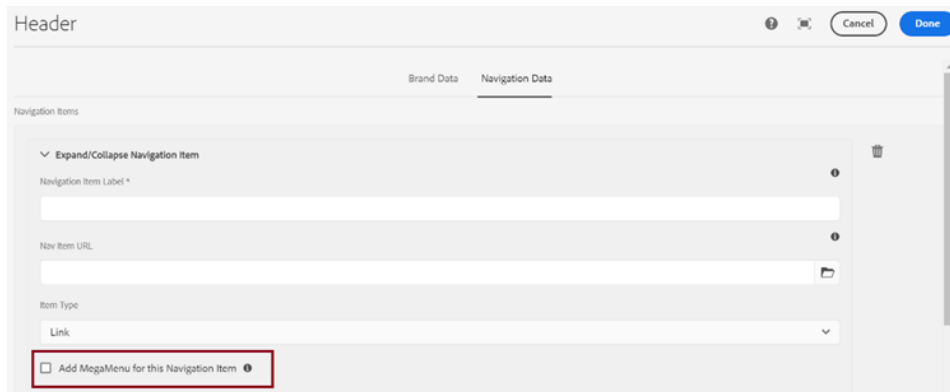 Header
Cancel
Done
Brand Data
Navigation Data
Navigation Items
Expand/Collapse Navigation Item
Navigation Item Label *
Nav Item URL
Item Type
Link
Add MegaMenu for this Navigation Item